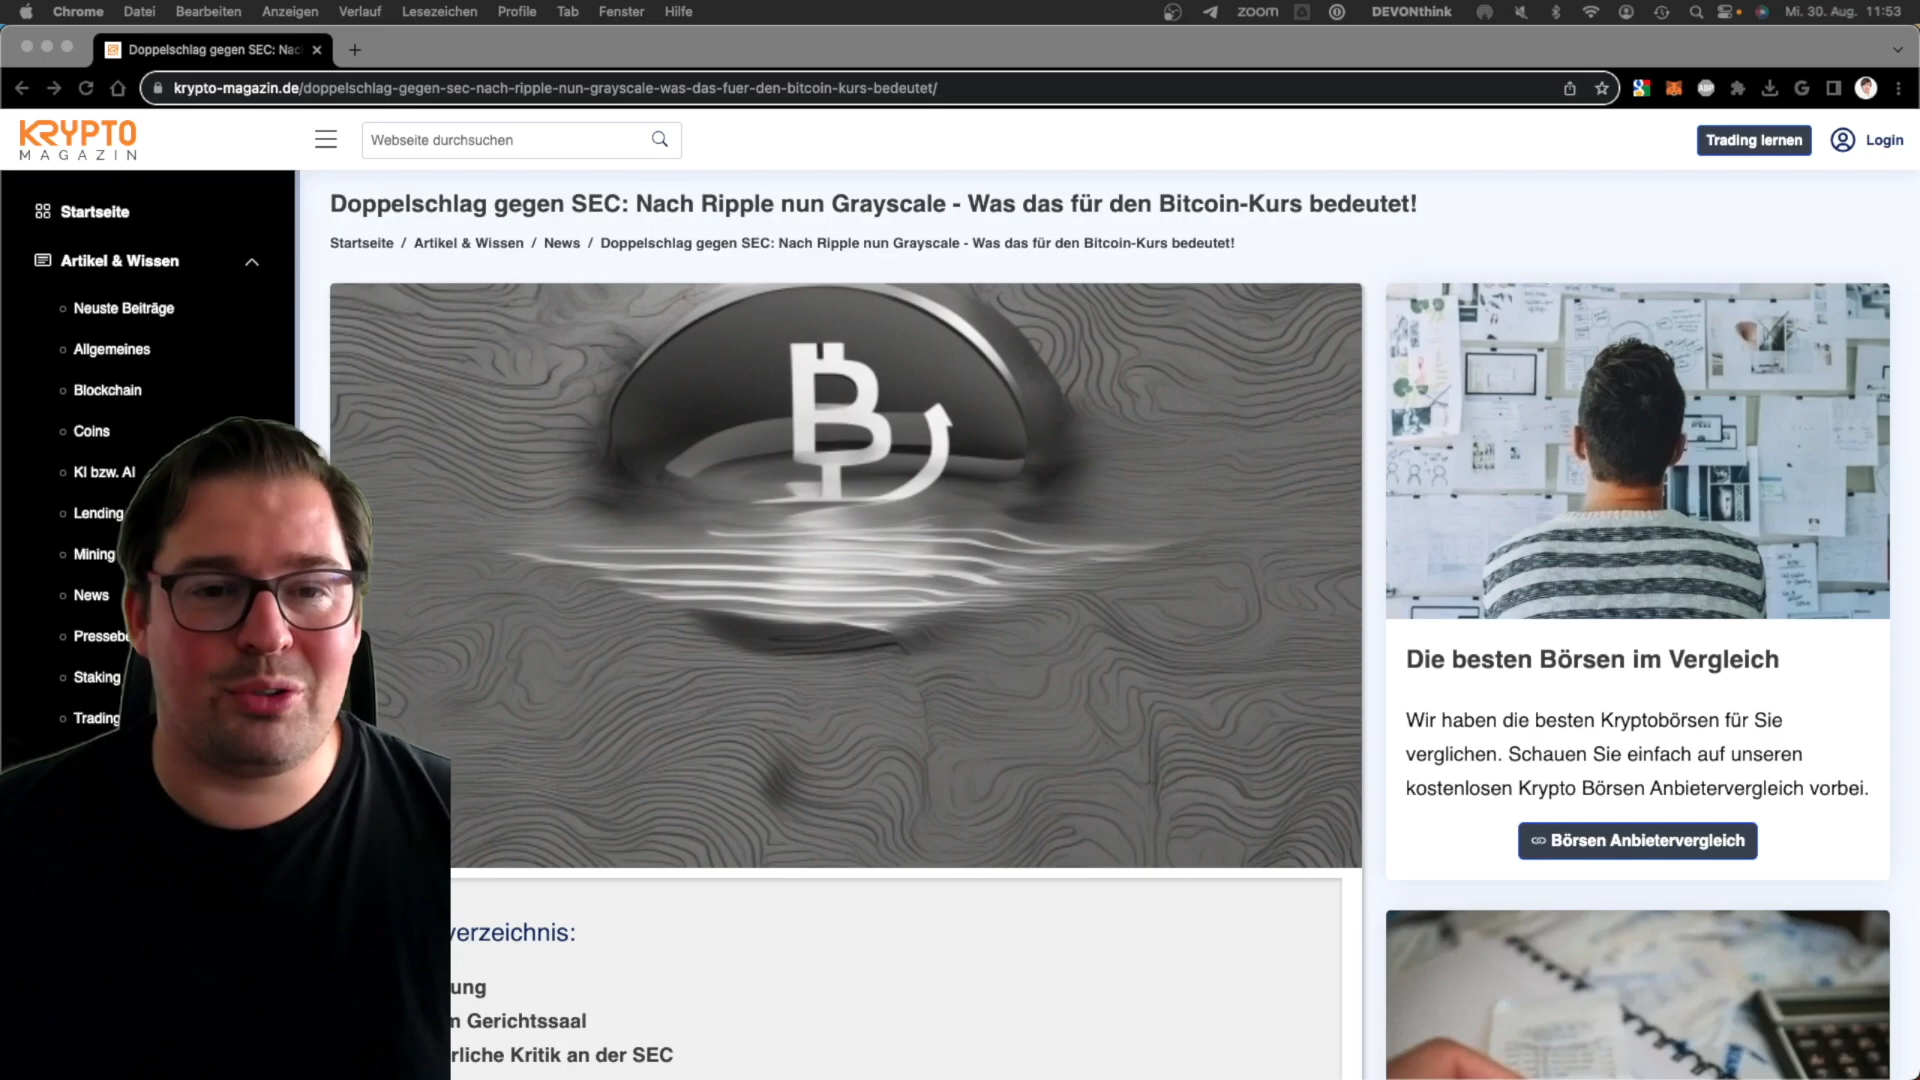 Chrome Datei Bearbeiten Anzeigen Verlauf Lesezeichen Profile Tab Fenster Hilfe
zoom DEVONthink Mi. 30. Aug. 11:53
Doppelschlag gegen SEC: Nac
krypto-magazin.de/doppelschlag-gegen-sec-nach-ripple-nun-grayscale-was-das-fuer-den-bitcoin-kurs-bedeutet/
ABP
KRYPTO
MAGAZIN
Webseite durchsuchen
Trading lernen
Login
Startseite
Artikel & Wissen
Neuste Beiträge
Allgemeines
Blockchain
Coins
KI bzw. AI
Lending
Mining
News
Presseb
Staking
Trading
Doppelschlag gegen SEC: Nach Ripple nun Grayscale - Was das für den Bitcoin-Kurs bedeutet!
Startseite / Artikel & Wissen / News / Doppelschlag gegen SEC: Nach Ripple nun Grayscale - Was das für den Bitcoin-Kurs bedeutet!
verzeichnis:
ung
n Gerichtssaal
rliche Kritik an der SEC
Die besten Börsen im Vergleich
Wir haben die besten Kryptobörsen für Sie
verglichen. Schauen Sie einfach auf unseren
kostenlosen Krypto Börsen Anbietervergleich vorbei.
Börsen Anbietervergleich